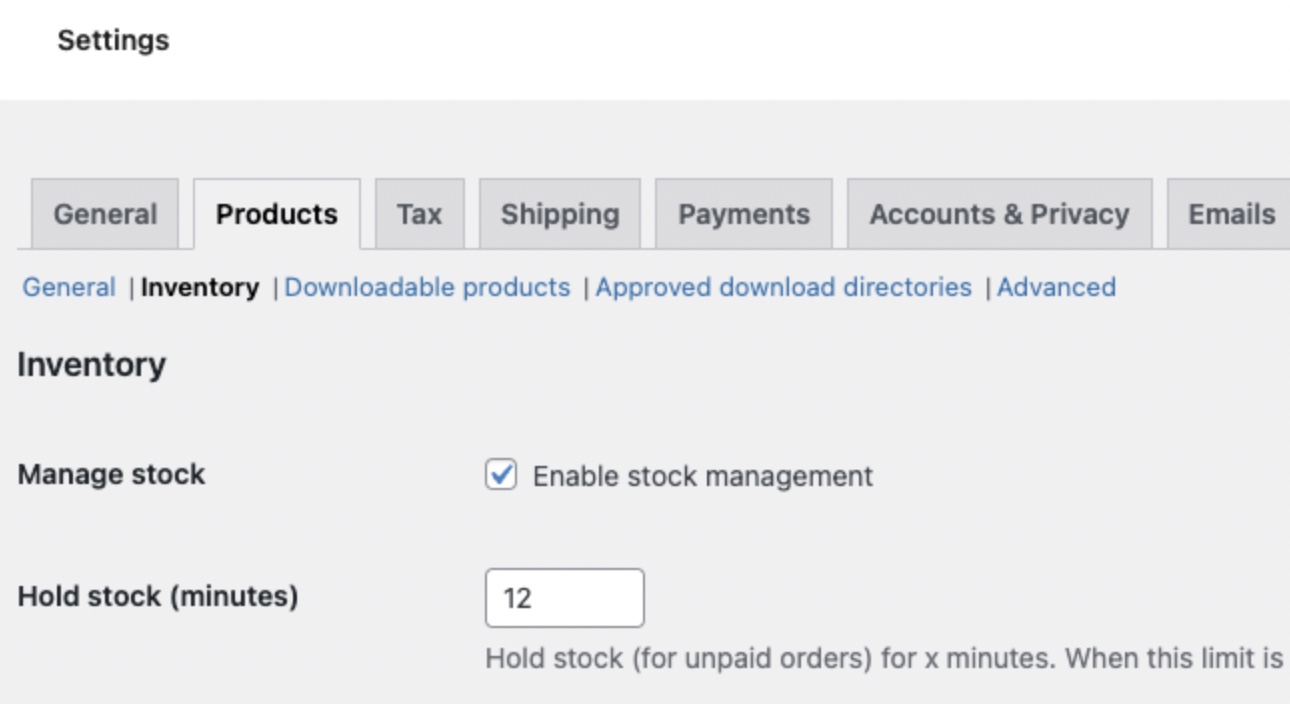 Settings
General Products Tax Shipping Payments Accounts & Privacy Emails
General | Inventory | Downloadable products | Approved download directories | Advanced
Inventory
Manage stock Enable stock management
Hold stock (minutes) 12
Hold stock (for unpaid orders) for x minutes. When this limit is